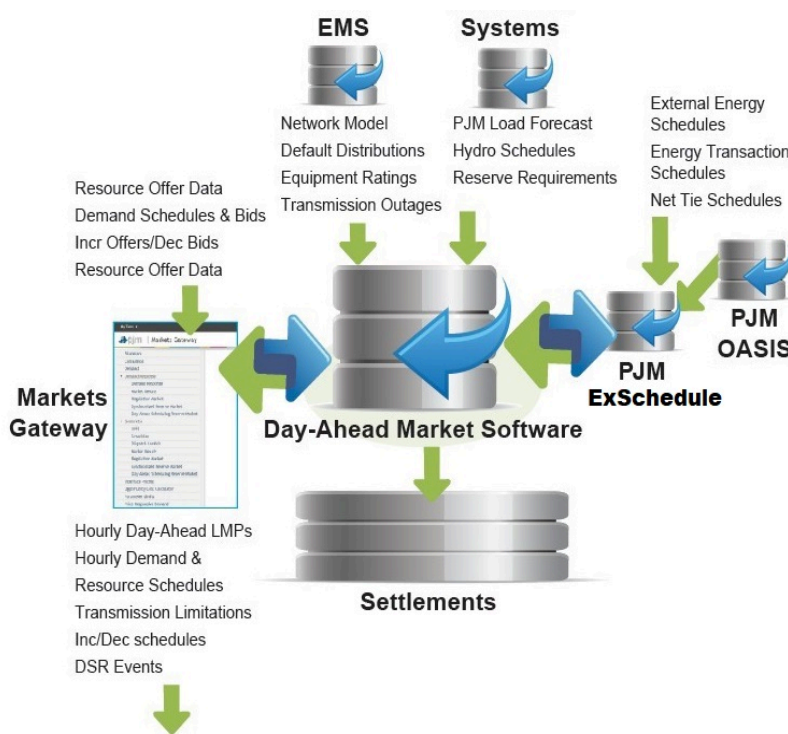 EMS
Systems
Network Model
Default Distributions
Equipment Ratings
Transmission Outages
PJM Load Forecast
Hydro Schedules
Reserve Requirements
External Energy
Schedules
Energy Transaction
Schedules
Net Tie Schedules
Resource Offer Data
Demand Schedules & Bids
Incr Offers/Dec Bids
Resource Offer Data
pjm | Markets Gateway
Markets
Gateway
Day-Ahead Market Software
PJM
ExSchedule
PJM
OASIS
Hourly Day-Ahead LMPs
Hourly Demand &
Resource Schedules
Transmission Limitations
Inc/Dec schedules
DSR Events
Settlements